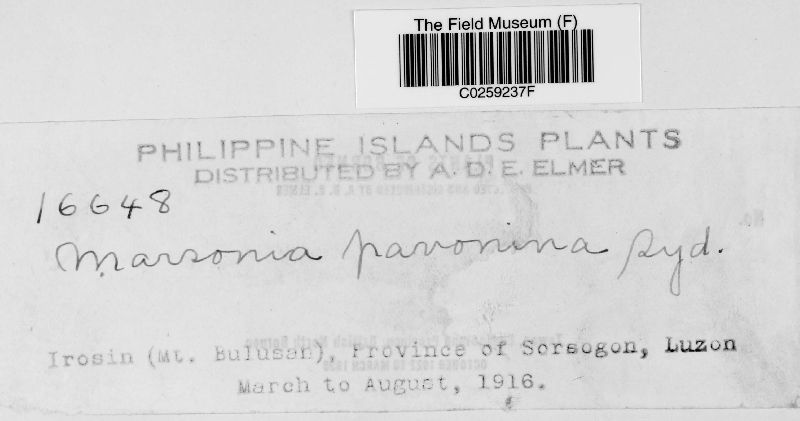 The Field Museum (F)
C0259237F
PHILIPPINE ISLANDS PLANTS
DISTRIBUTED BY A. D. E. ELMER
16648
Marsonia pavonina Syd.
Irosin (Mt. Bulusan), Province of Sorsogon, Luzon
March to August, 1916.